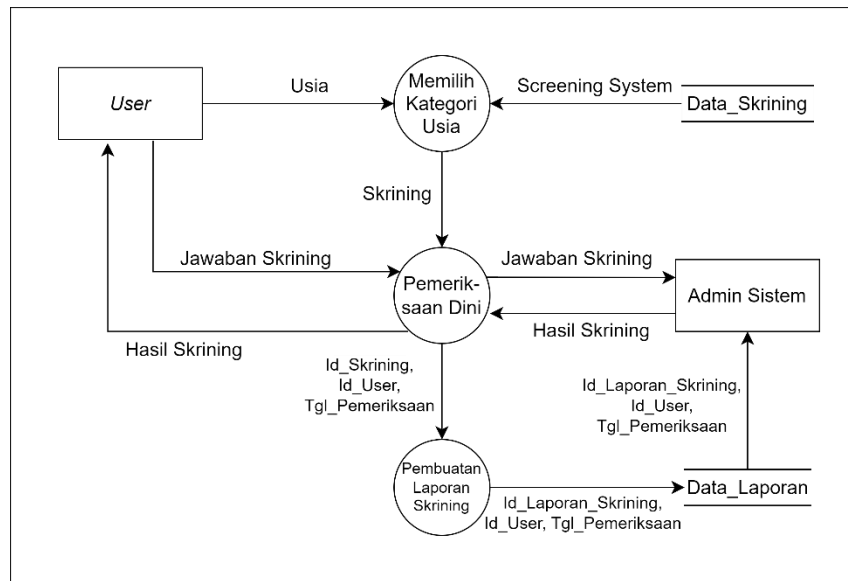 User
Usia
Memilih
Kategori
Usia
Screening System
Data_Skrining
Skrining
Jawaban Skrining
Pemerik-
saan Dini
Jawaban Skrining
Admin Sistem
Hasil Skrining
Hasil Skrining
Id_Skrining,
Id_User,
Tgl_Pemeriksaan
Id_Laporan_Skrining,
Id_User,
Tgl_Pemeriksaan
Pembuatan
Laporan
Skrining
Id_Laporan_Skrining,
Id_User, Tgl_Pemeriksaan
Data_Laporan